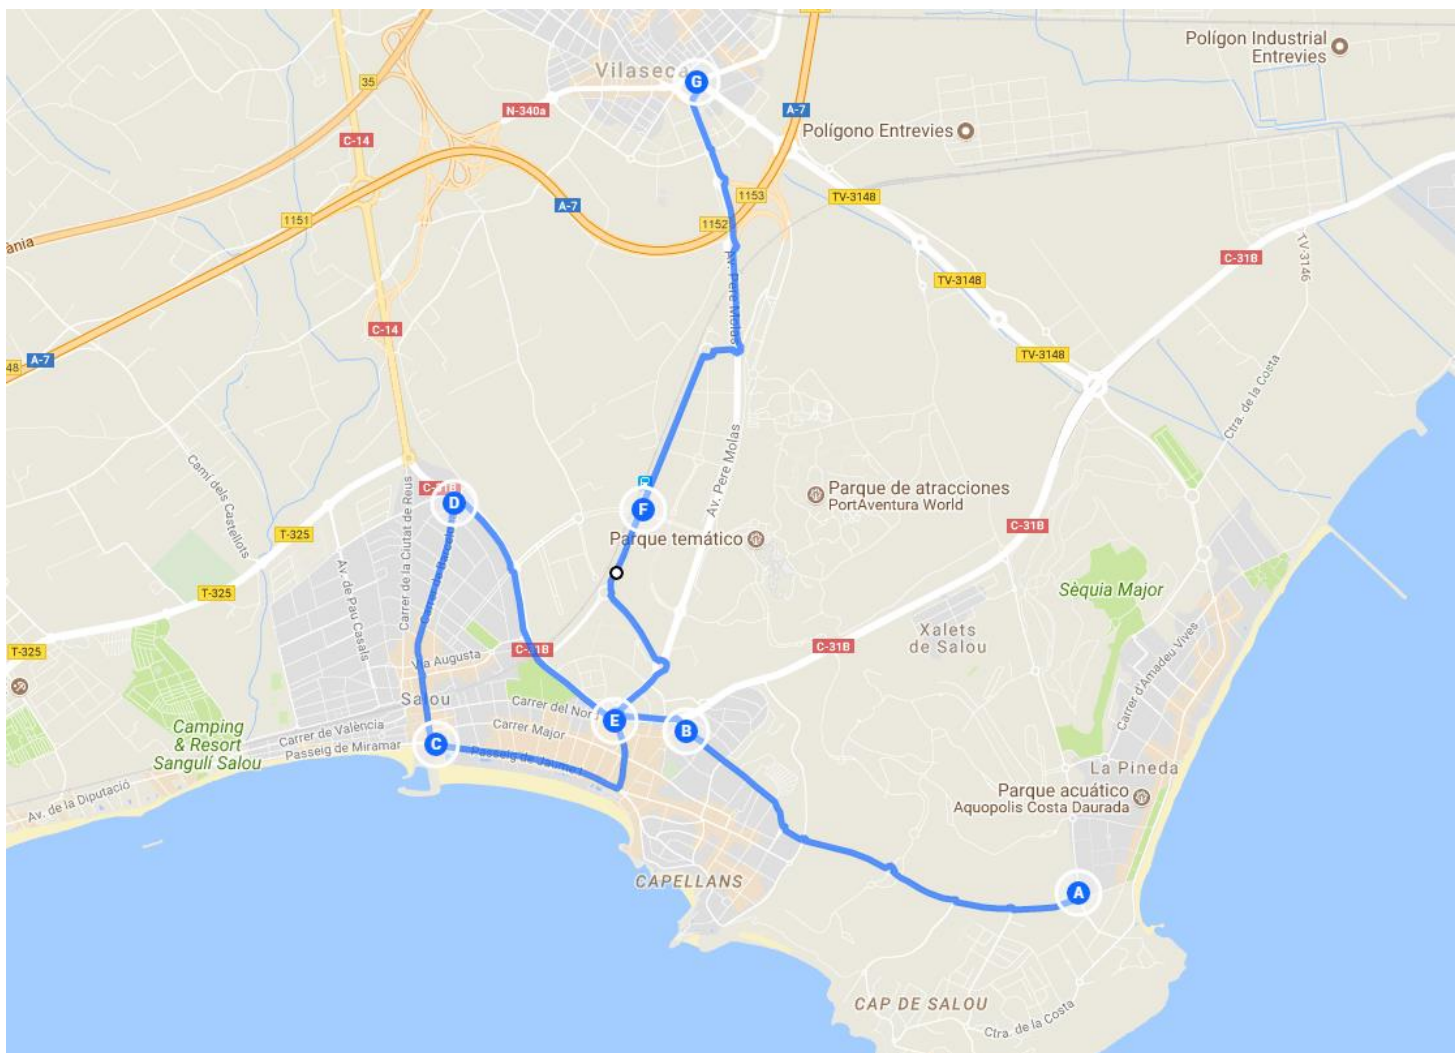 Vilaseca
G
Polígon Industrial
Entrevies
Polígono Entrevies
35
N-340a
C-14
A-7
1151
A-7
1153
1152
TV-3148
ània
C-31B
TV-3146
TV-3148
Av. Pere Molas
C-14
TV-3148
48
A-7
Ctra. de la Costa
Av. Pere Molas
Camí dels Castellots
C-31B
D
Parque de atracciones
PortAventura World
F
T-325
Carrer de la Ciutat de Reus
Parque temático
C-31B
Carrer de Barcelo
T-325
Sèquia Major
Av. de Pau Casals
Xalets
de Salou
T-325
C-31B
C-31B
Via Augusta
Carrer d'Amadeu Vives
Salou
Carrer del Nord
E
B
Camping
& Resort
Sangulí Salou
Carrer de València
Carrer Major
Passeig de Miramar
C
Passeig de Jaume I
La Pineda
Parque acuático
Aquopolis Costa Daurada
Av. de la Diputació
CAPELLANS
A
CAP DE SALOU
Ctra. de la Costa